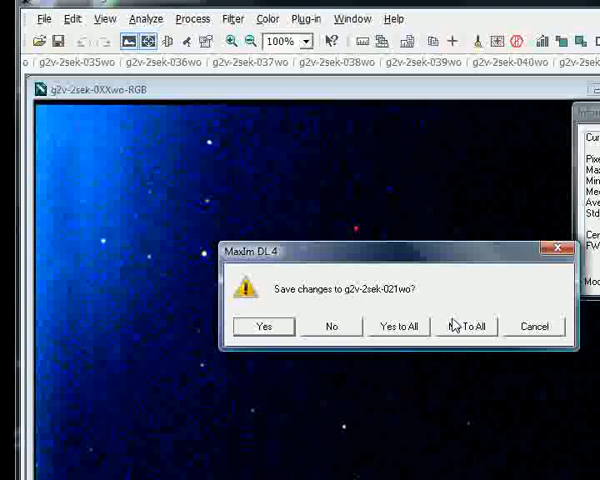 File Edit View Analyze Process Filter Color Plug-in Window Help
100%
g2v-2sek-035wo g2v-2sek-036wo g2v-2sek-037wo g2v-2sek-038wo g2v-2sek-039wo g2v-2sek-040wo
g2v-2sek-0XXwo-RGB
MaxIm DL 4
Save changes to g2v-2sek-021wo?
Yes No Yes to All To All Cancel